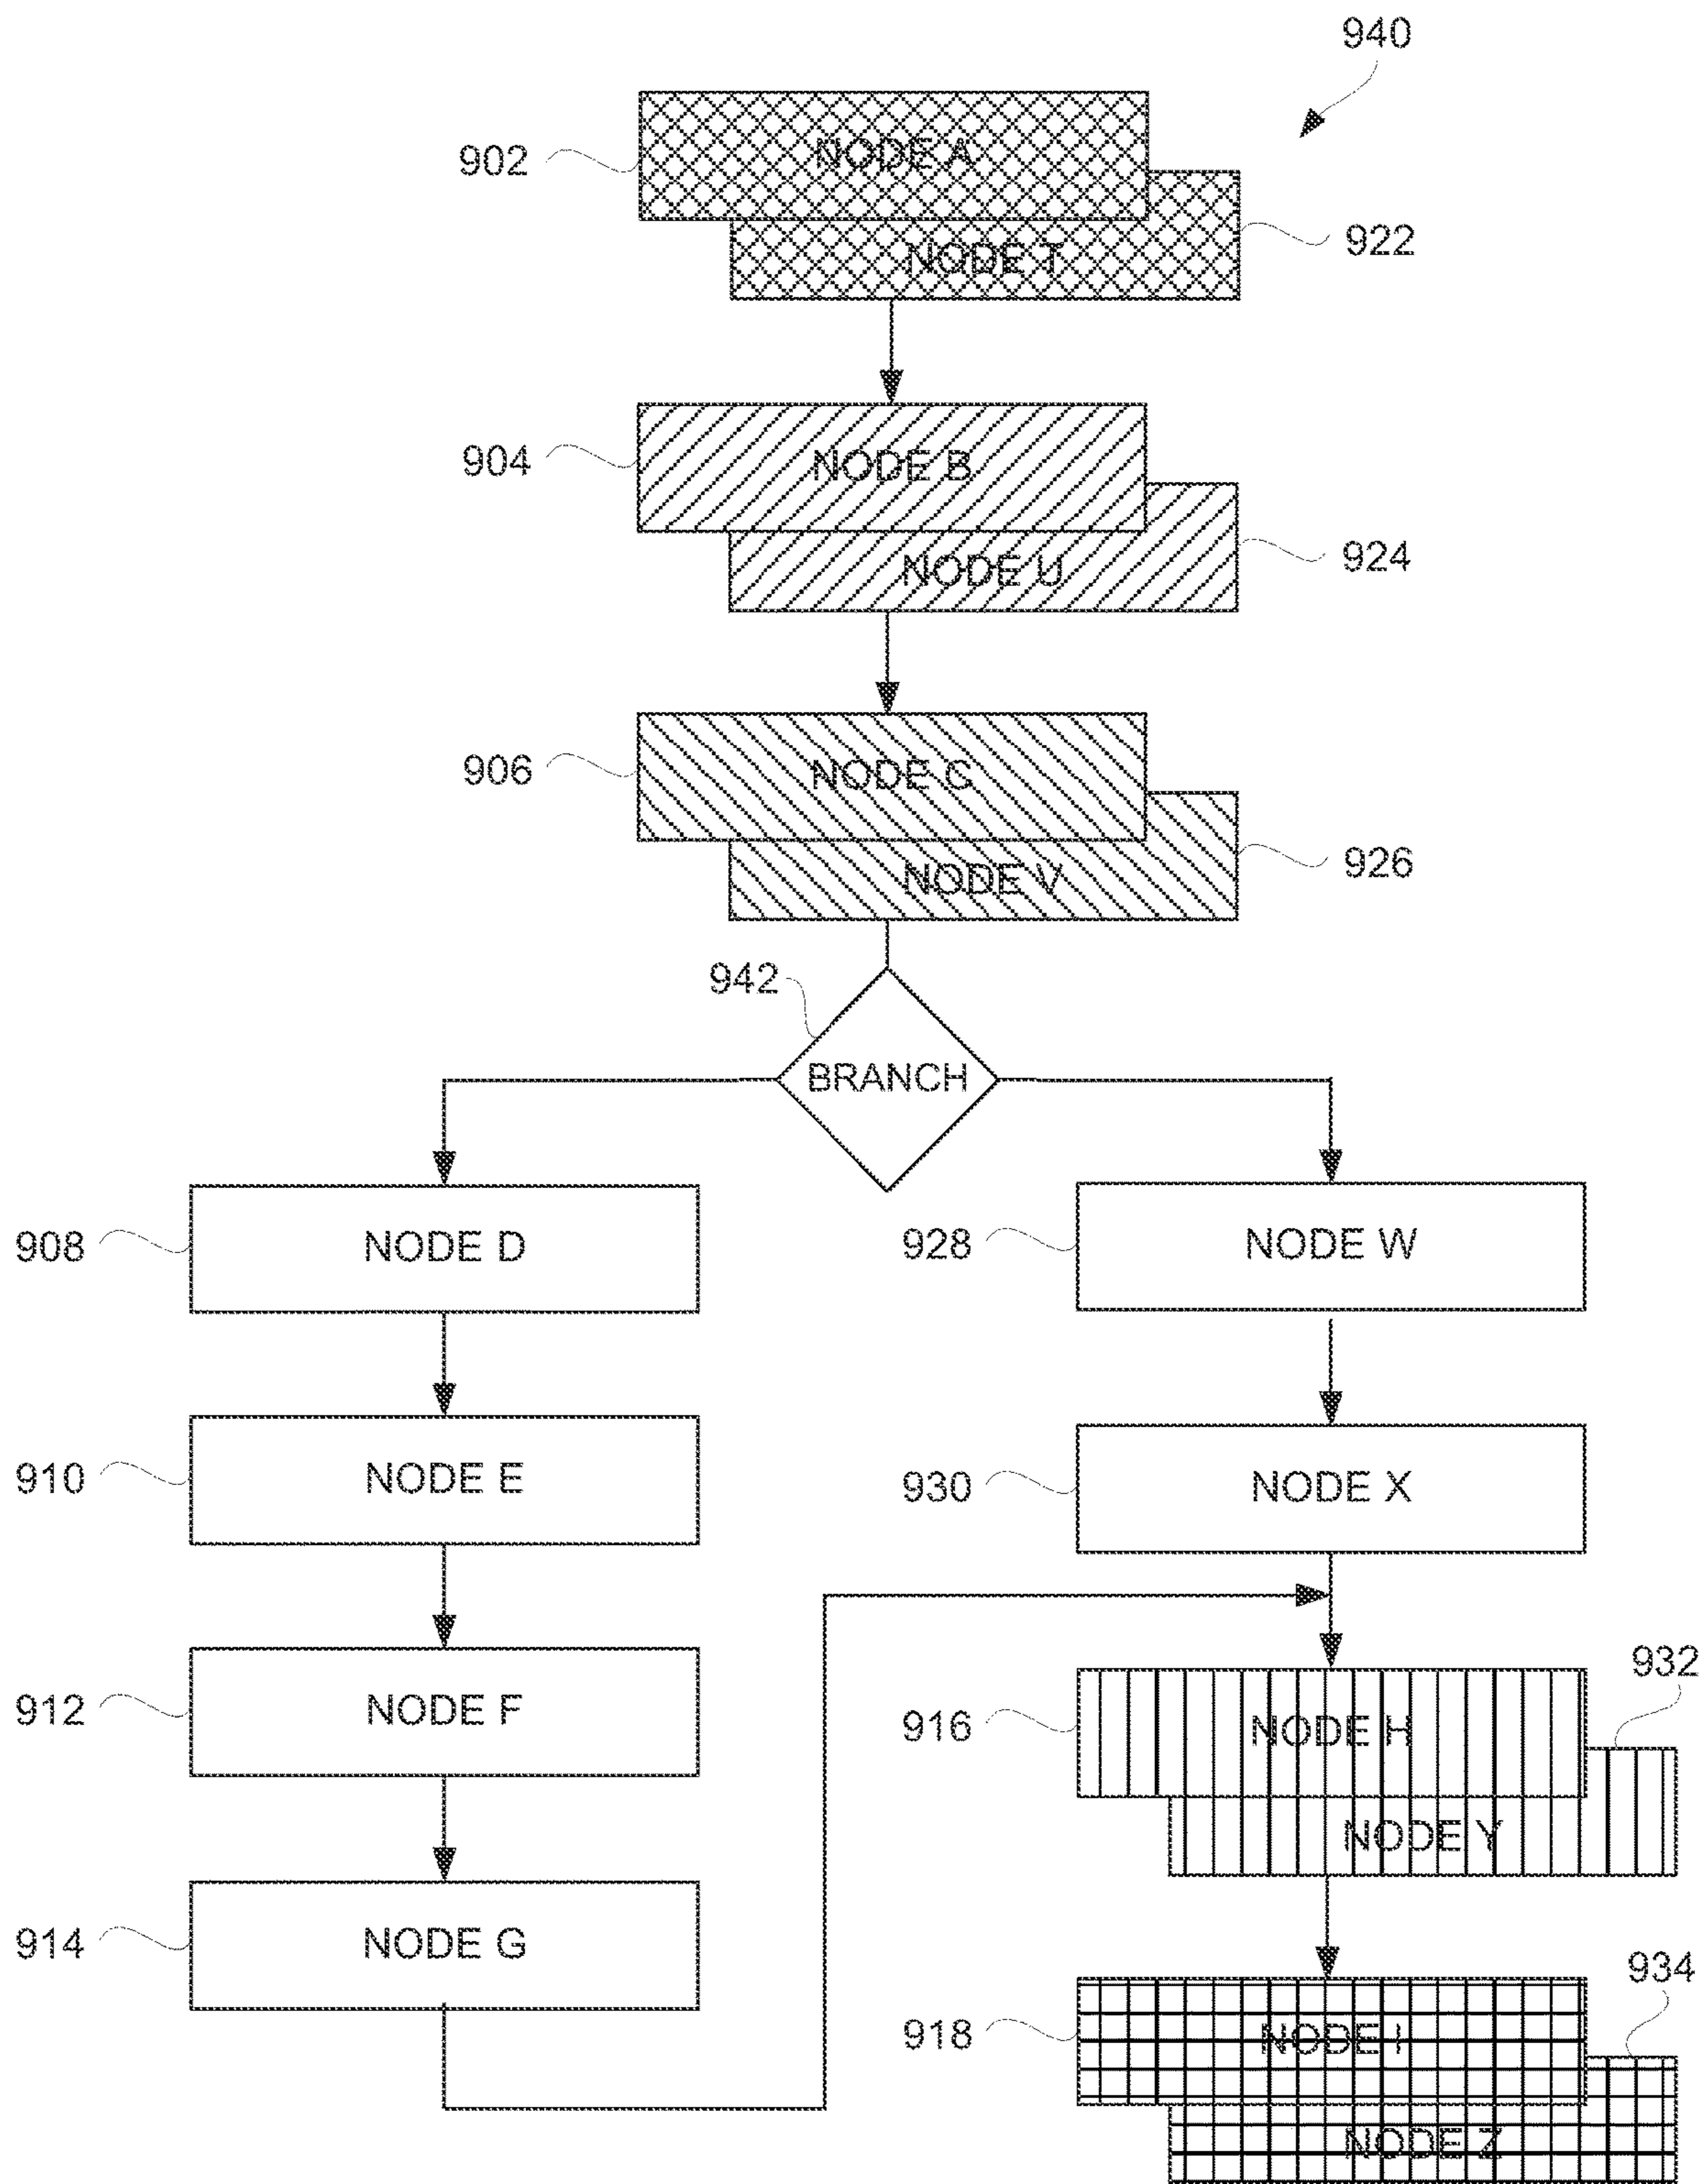 940
902
NODE A
NODE T
922
904
NODE B
NODE U
924
906
NODE C
NODE V
926
942
BRANCH
908
NODE D
928
NODE W
910
NODE E
930
NODE X
912
NODE F
932
916
NODE H
NODE Y
914
NODE G
934
918
NODE I
NODE Z